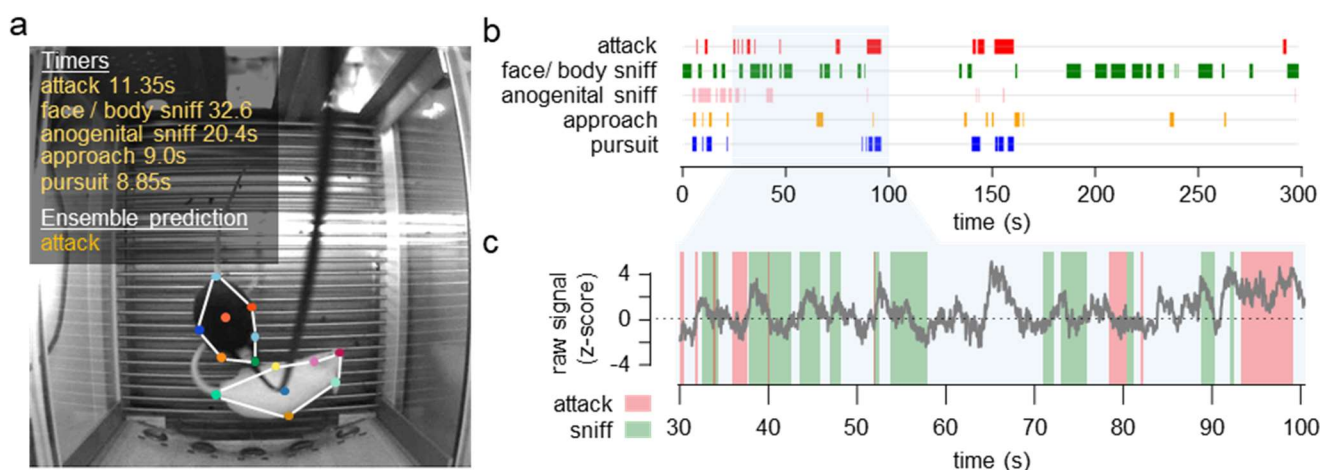 a
Timers
attack 11.35s
face / body sniff 32.6
anogenital sniff 20.4s
approach 9.0s
pursuit 8.85s
Ensemble prediction
attack
b
attack
face/ body sniff
anogenital sniff
approach
pursuit
0 50 100 150 200 250 300
time (s)
c
raw signal
(z-score)
4
0
-4
attack
sniff
30 40 50 60 70 80 90 100
time (s)